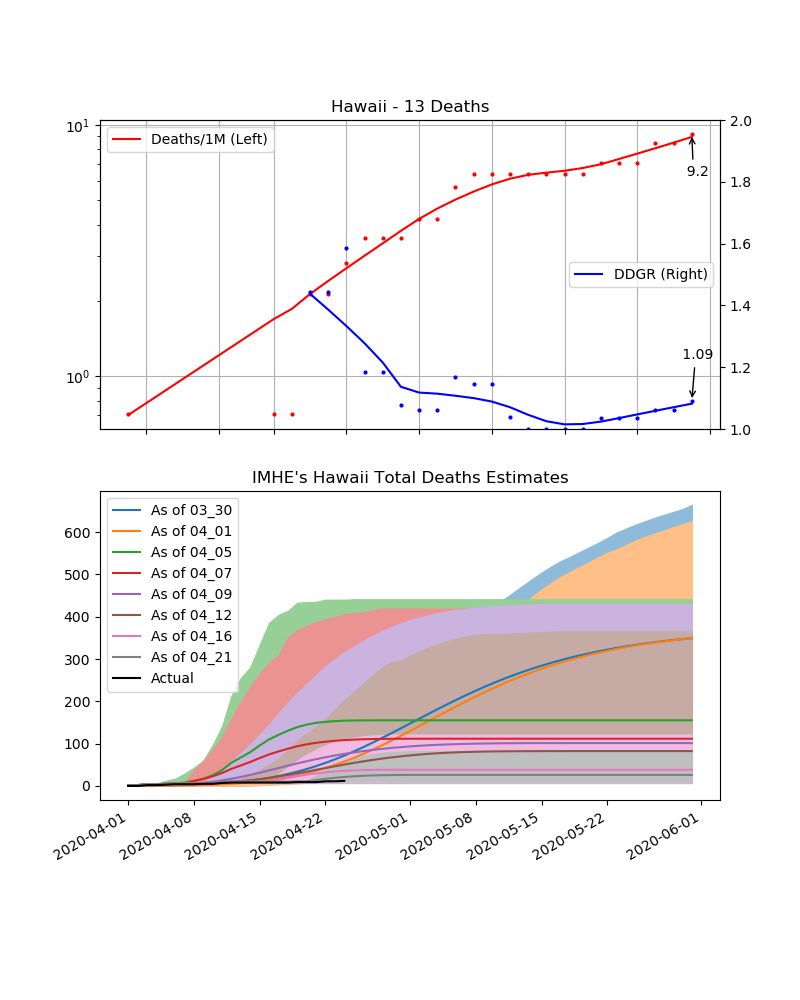 Hawaii - 13 Deaths
10¹
2.0
Deaths/1M (Left)
9.2
1.8
1.6
DDGR (Right)
1.4
1.09
10⁰
1.2
1.0
IMHE's Hawaii Total Deaths Estimates
As of 03_30
As of 04_01
As of 04_05
As of 04_07
As of 04_09
As of 04_12
As of 04_16
As of 04_21
Actual
600
500
400
300
200
100
0
2020-04-01
2020-04-08
2020-04-15
2020-04-22
2020-05-01
2020-05-08
2020-05-15
2020-05-22
2020-06-01